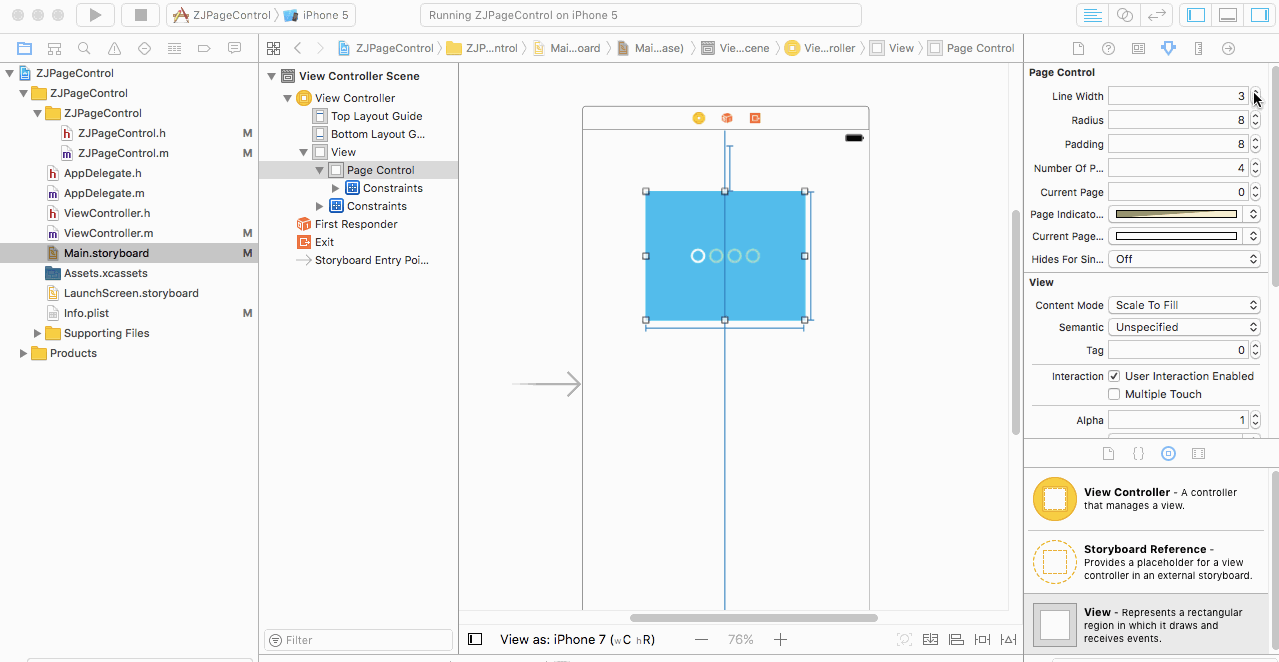 ZJPageControl
iPhone 5
Running ZJPageControl on iPhone 5
ZJPageControl
ZJP...ntrol
Mai...oard
Mai...ase)
Vie...cene
Vie...roller
View
Page Control
ZJPageControl
ZJPageControl
ZJPageControl
ZJPageControl.h M
ZJPageControl.m M
AppDelegate.h
AppDelegate.m
ViewController.h
ViewController.m M
Main.storyboard M
Assets.xcassets
LaunchScreen.storyboard
Info.plist M
Supporting Files
Products
View Controller Scene
View Controller
Top Layout Guide
Bottom Layout G...
View
Page Control
Constraints
Constraints
First Responder
Exit
Storyboard Entry Poi...
Filter
View as: iPhone 7 (wC hR)
76%
Page Control
Line Width 3
Radius 8
Padding 8
Number Of P... 4
Current Page 0
Page Indicato...
Current Page...
Hides For Sin... Off
View
Content Mode Scale To Fill
Semantic Unspecified
Tag 0
Interaction User Interaction Enabled
Multiple Touch
Alpha 1
View Controller - A controller
that manages a view.
Storyboard Reference -
Provides a placeholder for a view
controller in an external storyboard.
View - Represents a rectangular
region in which it draws and
receives events.